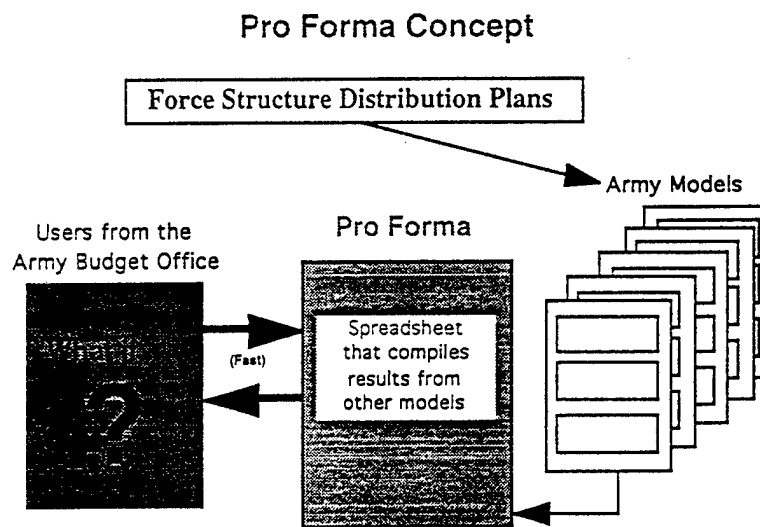 Pro Forma Concept
Force Structure Distribution Plans
Army Models
Users from the
Army Budget Office
Pro Forma
(Fast)
Spreadsheet
that compiles
results from
other models
?